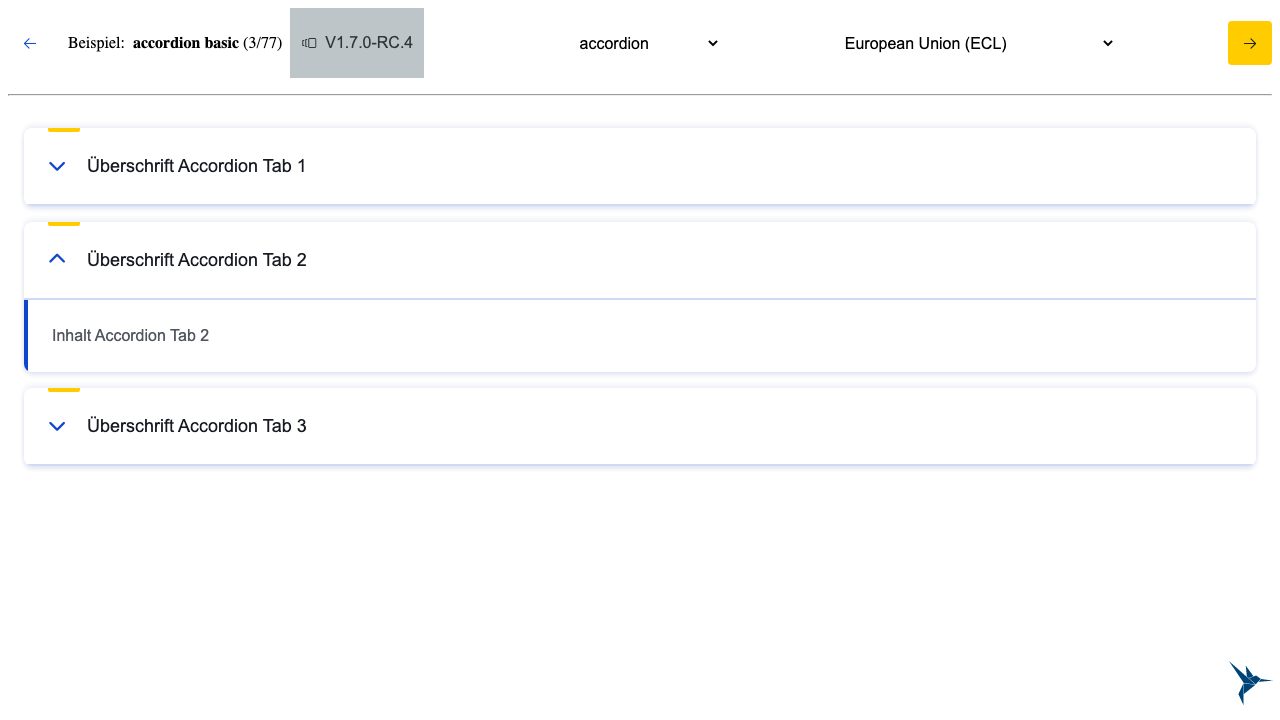 Beispiel: accordion basic (3/77) V1.7.0-RC.4 accordion European Union (ECL)
Überschrift Accordion Tab 1
Überschrift Accordion Tab 2
Inhalt Accordion Tab 2
Überschrift Accordion Tab 3